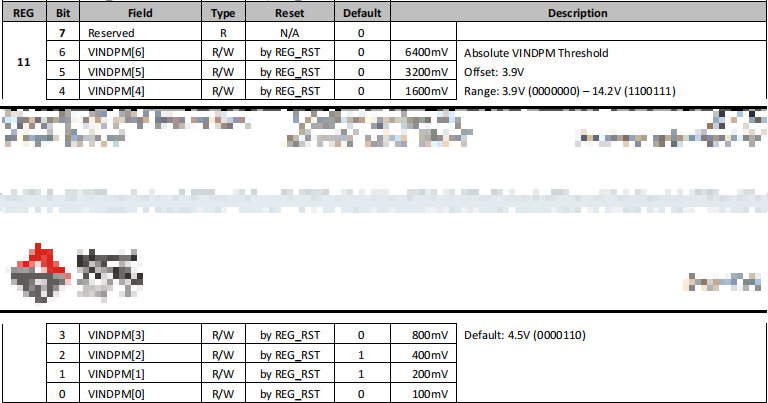 REG Bit Field Type Reset Default Description
11
7 Reserved R N/A 0
6 VINDPM[6] R/W by REG_RST 0 6400mV Absolute VINDPM Threshold
5 VINDPM[5] R/W by REG_RST 0 3200mV Offset: 3.9V
4 VINDPM[4] R/W by REG_RST 0 1600mV Range: 3.9V (0000000) – 14.2V (1100111)
3 VINDPM[3] R/W by REG_RST 0 800mV Default: 4.5V (0000110)
2 VINDPM[2] R/W by REG_RST 1 400mV
1 VINDPM[1] R/W by REG_RST 1 200mV
0 VINDPM[0] R/W by REG_RST 0 100mV